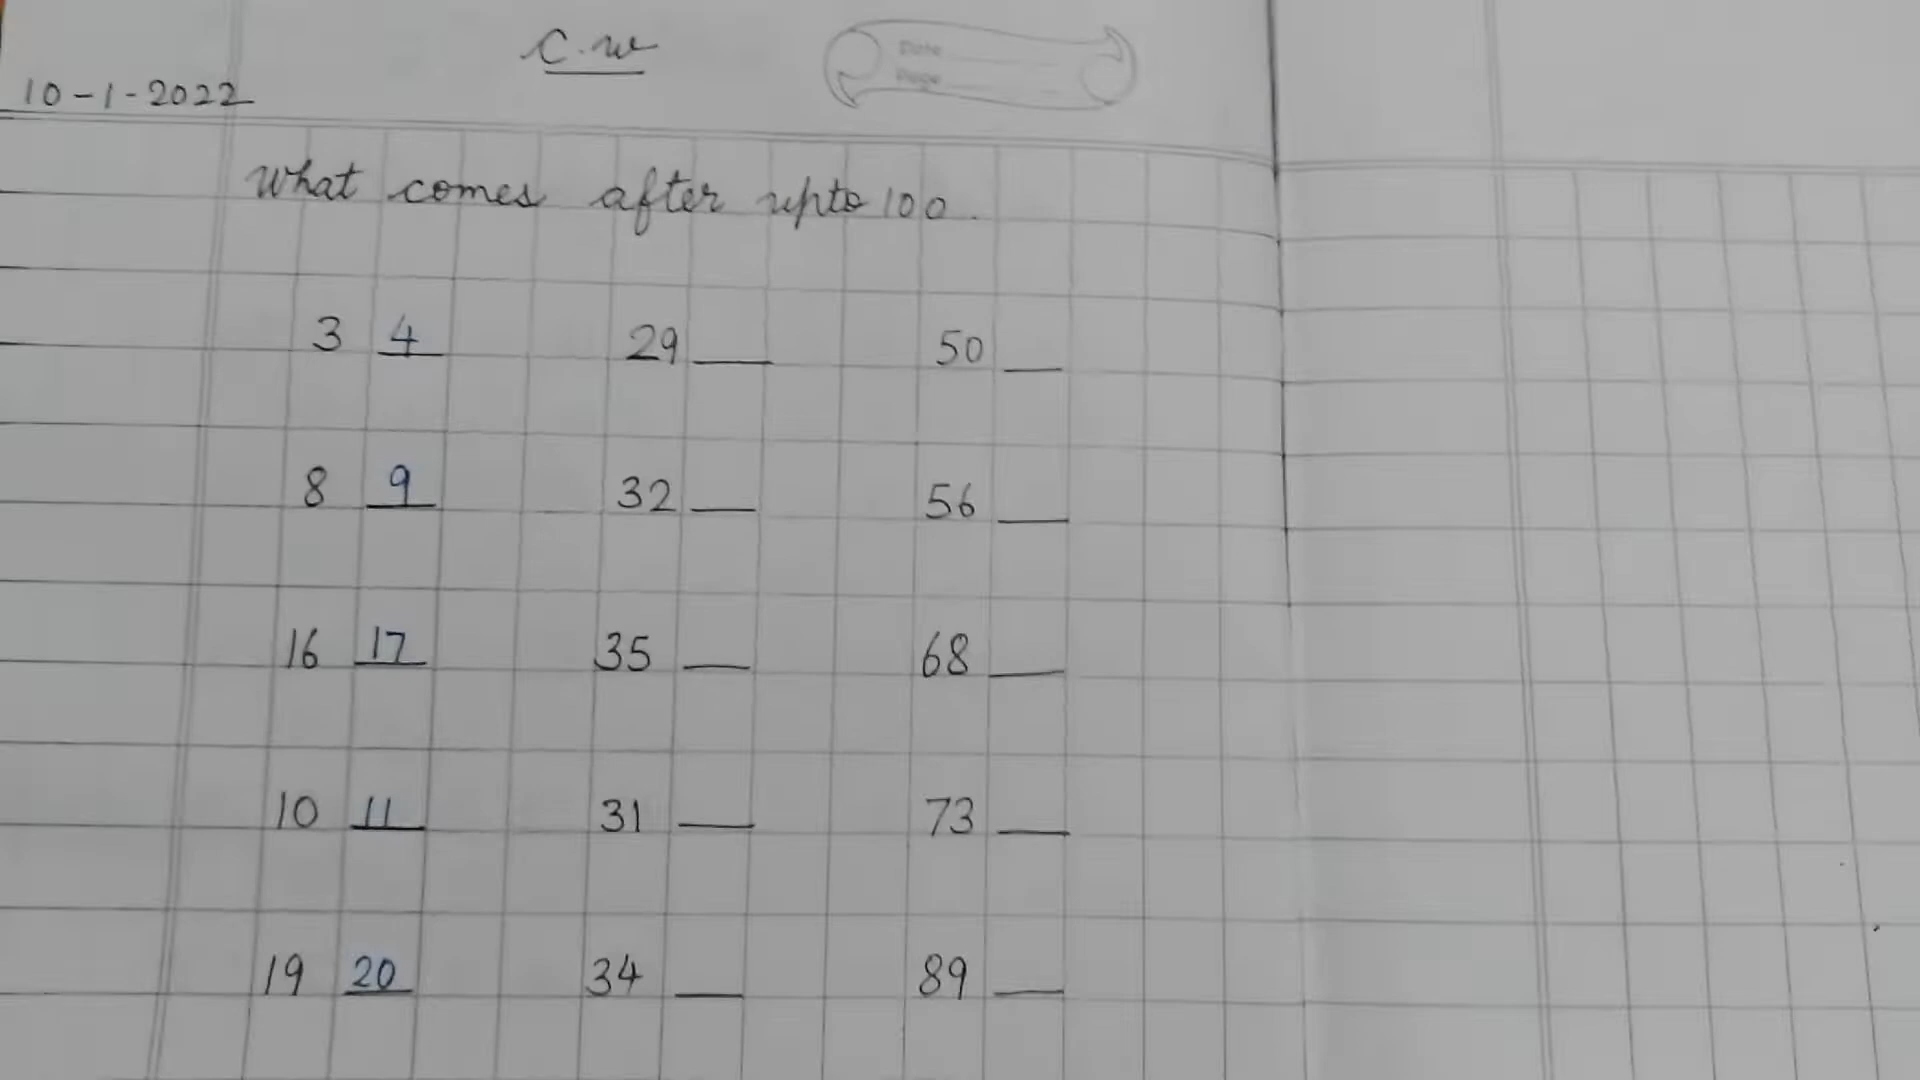 C.W
Date
Page
10-1-2022
What comes after upto 100.
3 4 29 __ 50 __
8 9 32 __ 56 __
16 17 35 __ 68 __
10 11 31 __ 73 __
19 20 34 __ 89 __